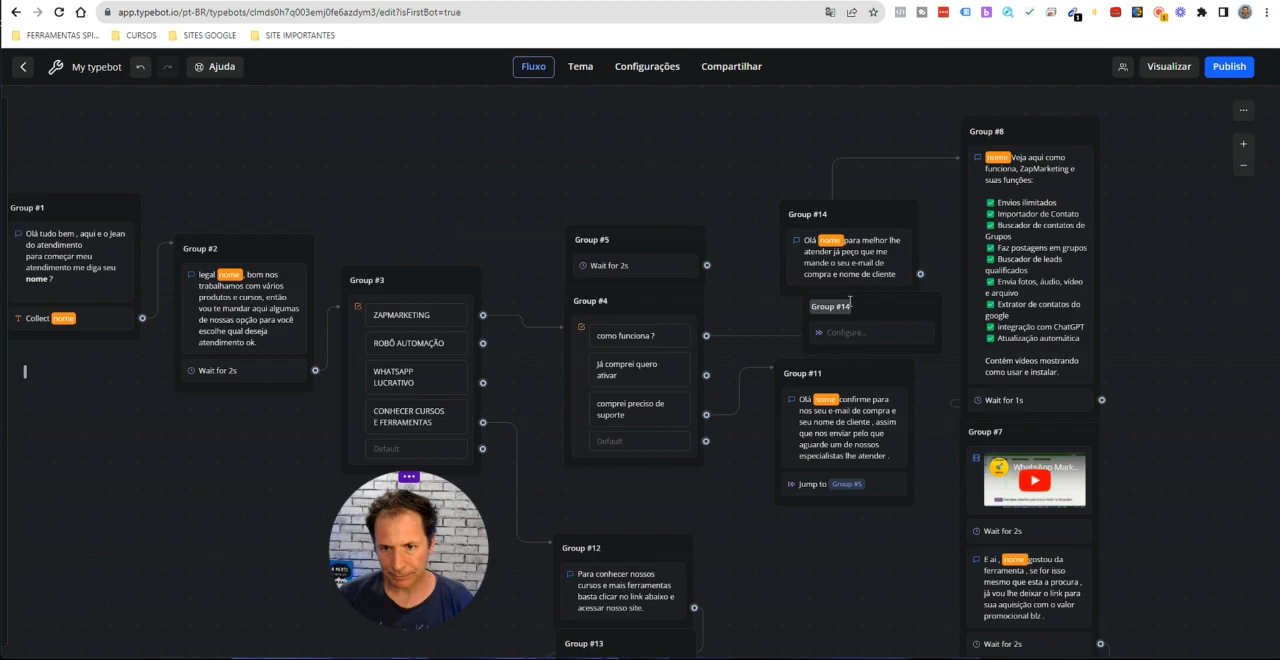 app.typebot.io/pt-BR/typebots/clmds0h7q003emj0fe6azdym3/edit?isFirstBot=true
FERRAMENTAS SPI...
CURSOS
SITES GOOGLE
SITE IMPORTANTES
My typebot
Ajuda
Fluxo
Tema
Configurações
Compartilhar
Visualizar
Publish
Group #1
Olá tudo bem , aqui e o Jean
do atendimento
para começar meu
atendimento me diga seu
nome ?
Collect nome
Group #2
legal nome , bom nos
trabalhamos com vários
produtos e cursos, então
vou te mandar aqui algumas
de nossas opção para você
escolhe qual deseja
atendimento ok.
Wait for 2s
Group #3
ZAPMARKETING
ROBÔ AUTOMAÇÃO
WHATSAPP
LUCRATIVO
CONHECER CURSOS
E FERRAMENTAS
Default
Group #5
Wait for 2s
Group #4
como funciona ?
Já comprei quero
ativar
comprei preciso de
suporte
Default
Group #14
Olá nome para melhor lhe
atender já peço que me
mande o seu e-mail de
compra e nome de cliente
Group #14
Configure...
Group #11
Olá nome confirme para
nos seu e-mail de compra e
seu nome de cliente , assim
que nos enviar pelo que
aguarde um de nossos
especialistas lhe atender .
Jump to Group #5
Group #12
Para conhecer nossos
cursos e mais ferramentas
basta clicar no link abaixo e
acessar nosso site.
Group #13
Group #8
nome Veja aqui como
funciona, ZapMarketing e
suas funções:
✅ Envios ilimitados
✅ Importador de Contato
✅ Buscador de contatos de
Grupos
✅ Faz postagens em grupos
✅ Buscador de leads
qualificados
✅ Envia fotos, áudio, vídeo
e arquivo
✅ Extrator de contatos do
google
✅ integração com ChatGPT
✅ Atualização automática
Contém vídeos mostrando
como usar e instalar.
Wait for 1s
Group #7
WhatsApp Mark...
Wait for 2s
E ai , nome gostou da
ferramenta , se for isso
mesmo que esta a procura ,
já vou lhe deixar o link para
sua aquisição com o valor
promocional blz .
Wait for 2s